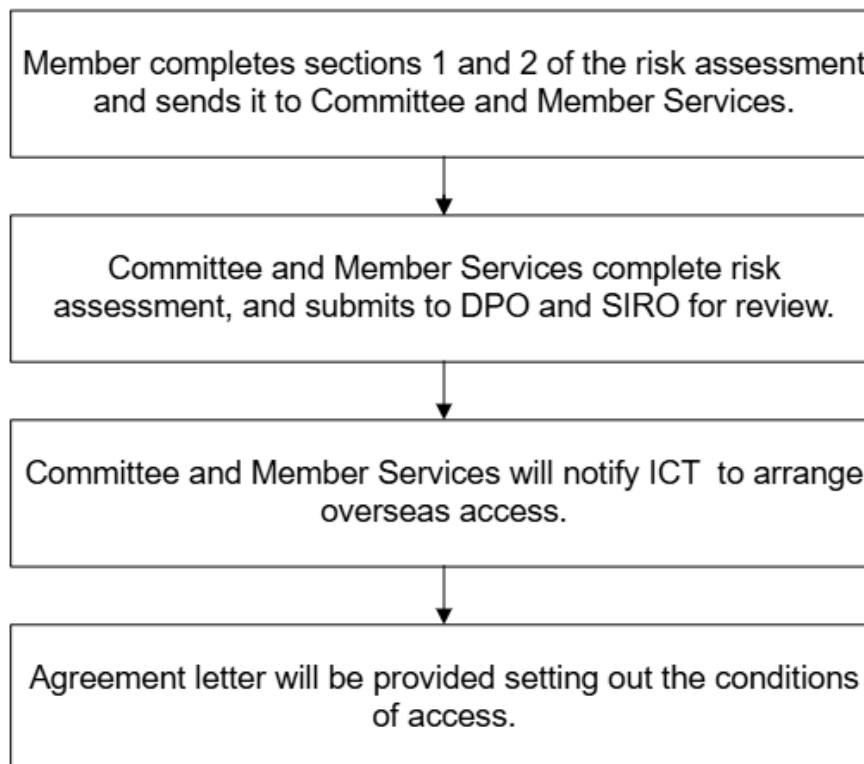 Member completes sections 1 and 2 of the risk assessment
and sends it to Committee and Member Services.
Committee and Member Services complete risk
assessment, and submits to DPO and SIRO for review.
Committee and Member Services will notify ICT  to arrange
overseas access.
Agreement letter will be provided setting out the conditions
of access.